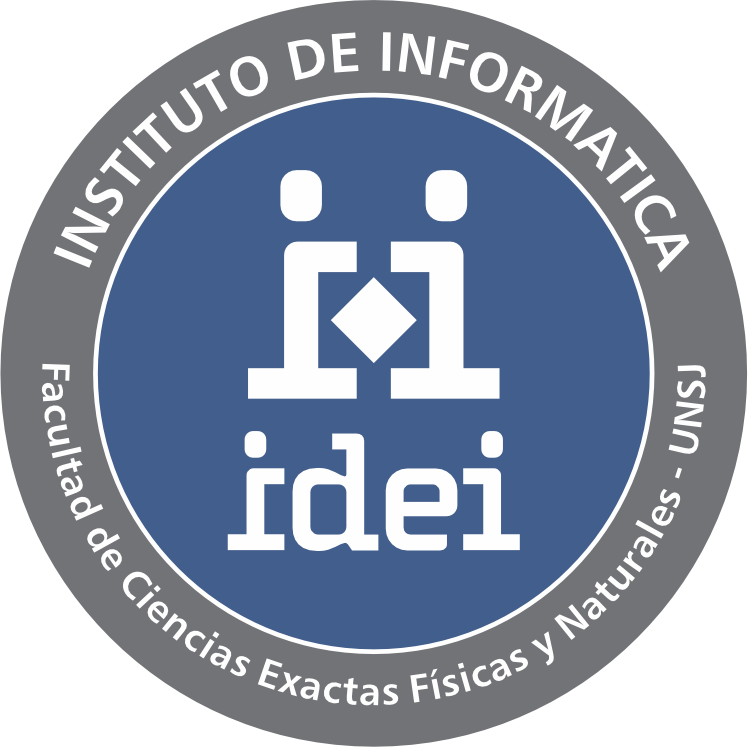 INSTITUTO DE INFORMATICA
idei
Facultad de Ciencias Exactas Físicas y Naturales - UNSJ